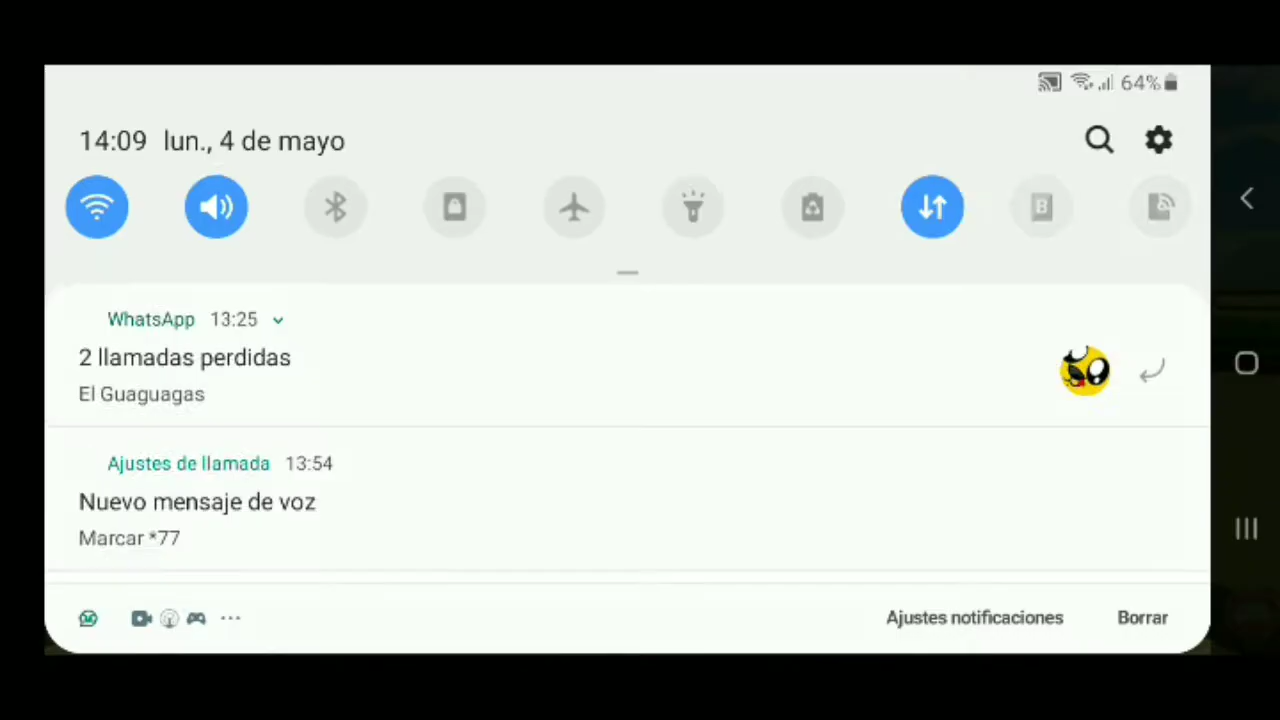 64%
14:09 lun., 4 de mayo
WhatsApp 13:25
2 llamadas perdidas
El Guaguagas
Ajustes de llamada 13:54
Nuevo mensaje de voz
Marcar *77
Ajustes notificaciones Borrar